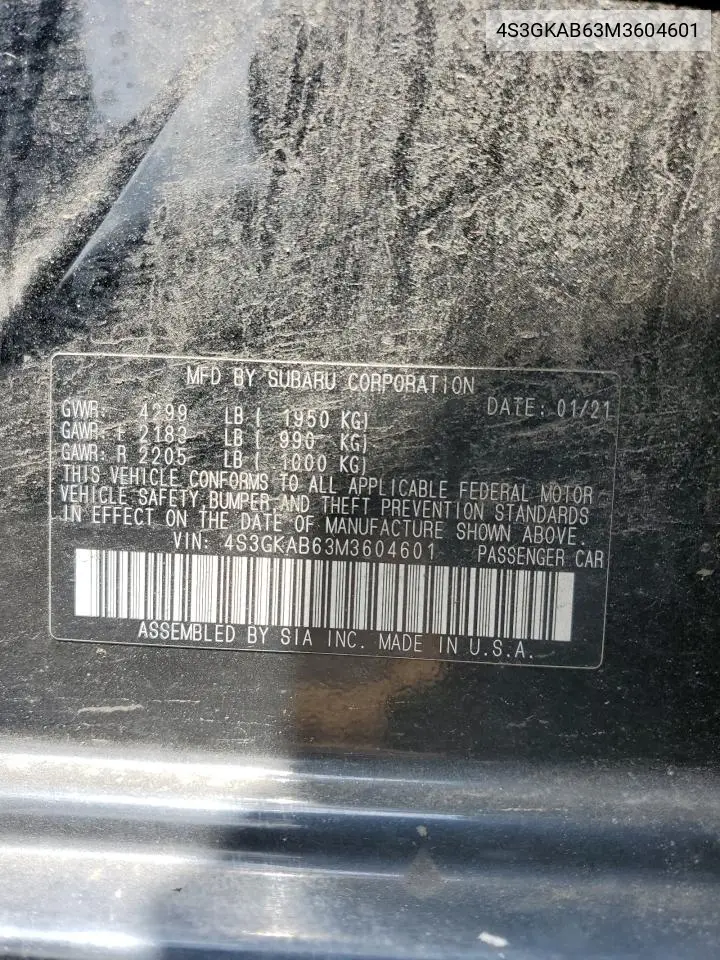 4S3GKAB63M3604601
MFD BY SUBARU CORPORATION
DATE: 01/21
GVWR: 4299 LB ( 1950 KG)
GAWR: F 2183 LB ( 990 KG)
GAWR: R 2205 LB ( 1000 KG)
THIS VEHICLE CONFORMS TO ALL APPLICABLE FEDERAL MOTOR
VEHICLE SAFETY, BUMPER AND THEFT PREVENTION STANDARDS
IN EFFECT ON THE DATE OF MANUFACTURE SHOWN ABOVE.
VIN: 4S3GKAB63M3604601 PASSENGER CAR
ASSEMBLED BY SIA INC. MADE IN U.S.A.